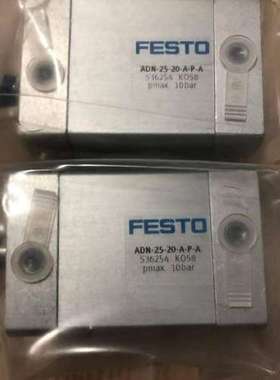 FESTO
ADN-25-20-A-P-A
536254 K058
pmax. 10bar
FESTO
ADN-25-20-A-P-A
536254 K058
pmax. 10bar